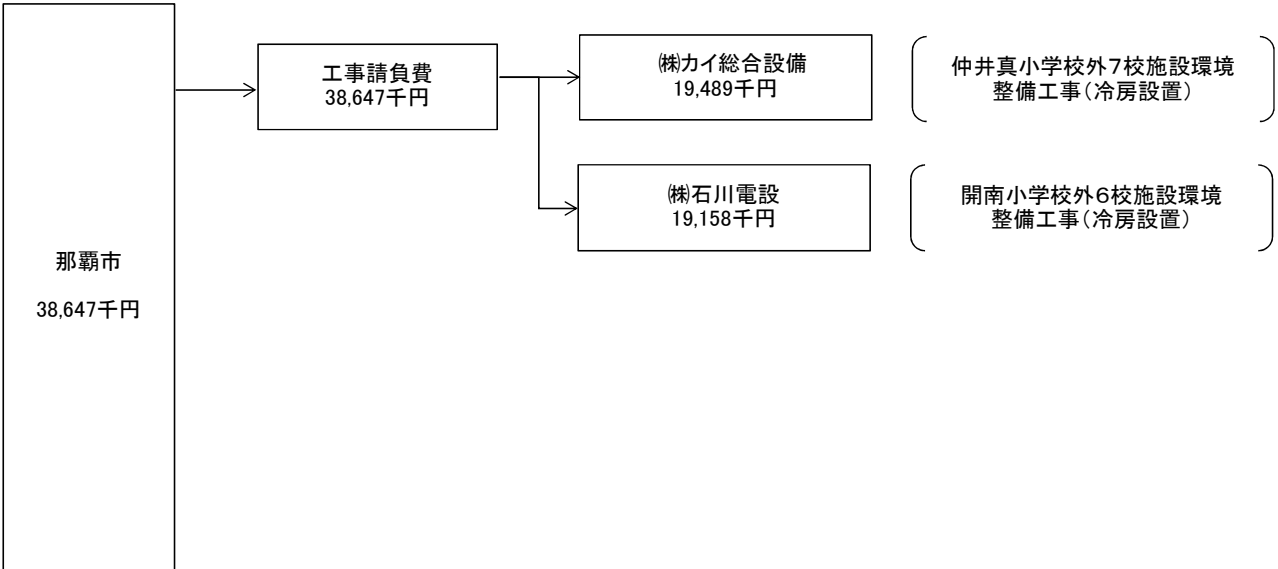 那覇市
38,647千円
工事請負費
38,647千円
㈱カイ総合設備
19,489千円
仲井真小学校外7校施設環境
整備工事(冷房設置)
㈱石川電設
19,158千円
開南小学校外6校施設環境
整備工事(冷房設置)